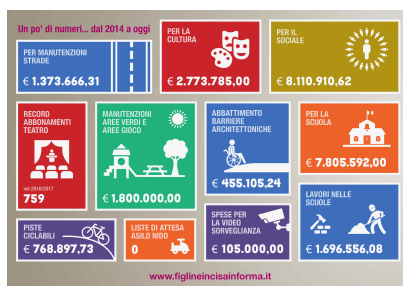 Un po' di numeri... dal 2014 a oggi
PER MANUTENZIONI
STRADE
€ 1.373.666,31
PER LA
CULTURA
€ 2.773.785,00
PER IL
SOCIALE
€ 8.110.910,62
RECORD
ABBONAMENTI
TEATRO
nel 2016/2017
759
MANUTENZIONI
AREE VERDI E
AREE GIOCO
€ 1.800.000,00
ABBATTIMENTO
BARRIERE
ARCHITETTONICHE
€ 455.105,24
PER LA
SCUOLA
€ 7.805.592,00
PISTE
CICLABILI
€ 768.897,73
LISTE DI ATTESA
ASILO NIDO
0
SPESE PER
LA VIDEO
SORVEGLIANZA
€ 105.000,00
LAVORI NELLE
SCUOLE
€ 1.696.556,08
www.figlineincisainforma.it